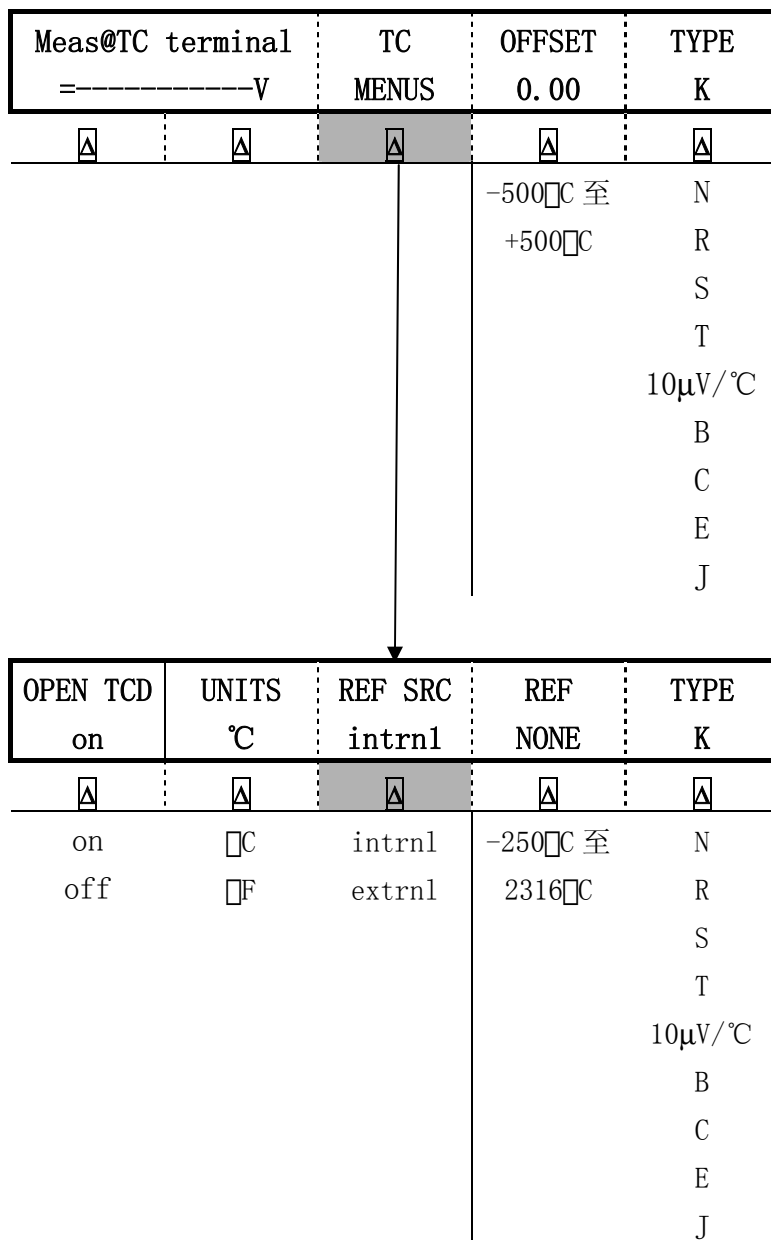 Meas@TC terminal TC OFFSET TYPE
=-----------V MENUS 0.00 K
Δ Δ Δ Δ Δ
-500□C 至 N
+500□C R
S
T
10μV/℃
B
C
E
J
OPEN TCD UNITS REF SRC REF TYPE
on ℃ intrnl NONE K
Δ Δ Δ Δ Δ
on □C intrnl -250□C 至 N
off □F extrnl 2316□C R
S
T
10μV/℃
B
C
E
J